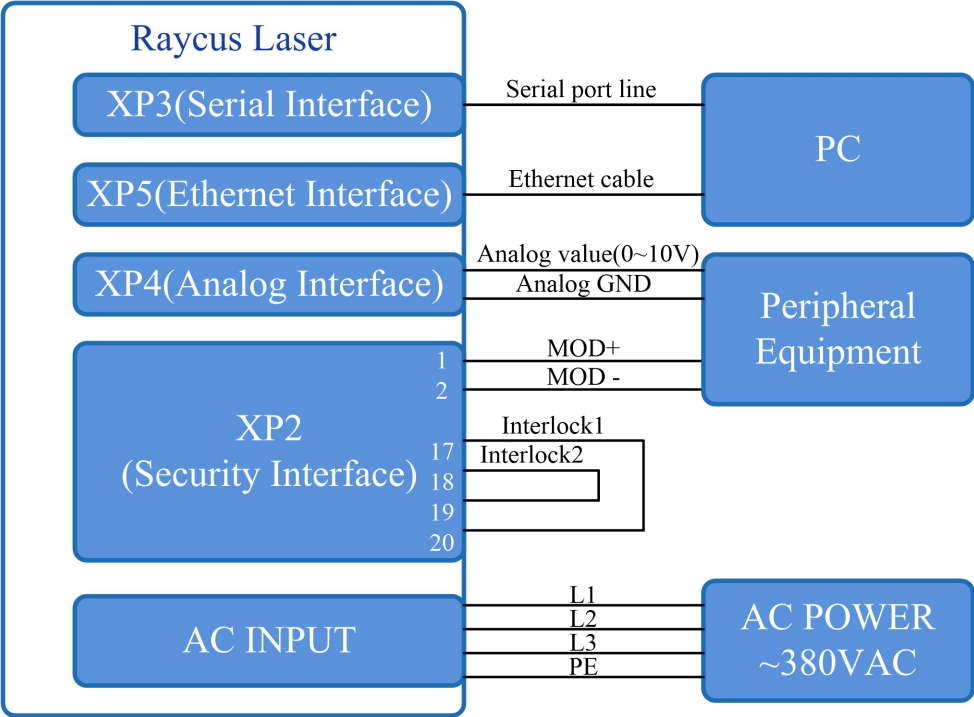 Raycus Laser
XP3(Serial Interface)
Serial port line
PC
XP5(Ethernet Interface)
Ethernet cable
XP4(Analog Interface)
Analog value(0~10V)
Analog GND
Peripheral
Equipment
XP2
(Security Interface)
1
2
17
18
19
20
MOD+
MOD -
Interlock1
Interlock2
AC INPUT
L1
L2
L3
PE
AC POWER
~380VAC